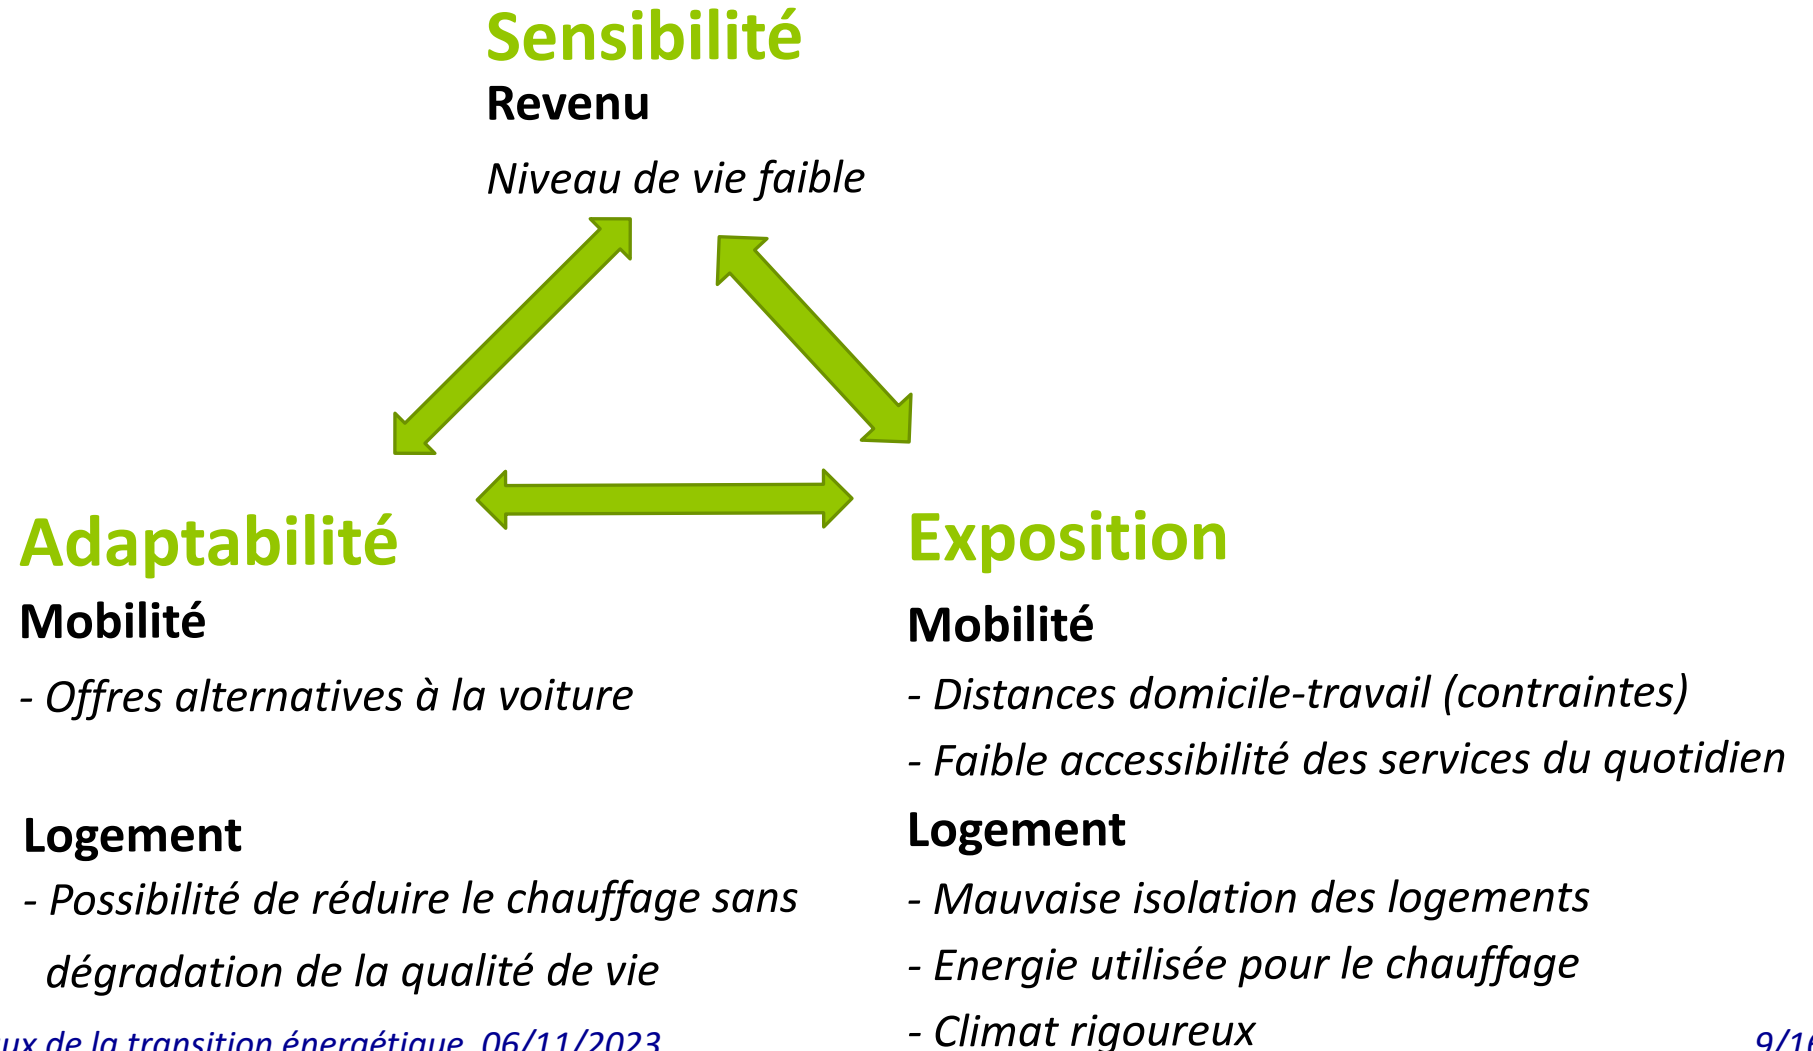 Sensibilité
Revenu
Niveau de vie faible
Adaptabilité
Mobilité
- Offres alternatives à la voiture
Logement
- Possibilité de réduire le chauffage sans
dégradation de la qualité de vie
Exposition
Mobilité
- Distances domicile-travail (contraintes)
- Faible accessibilité des services du quotidien
Logement
- Mauvaise isolation des logements
- Energie utilisée pour le chauffage
- Climat rigoureux
de la transition énergétique 06/11/2023
9/16